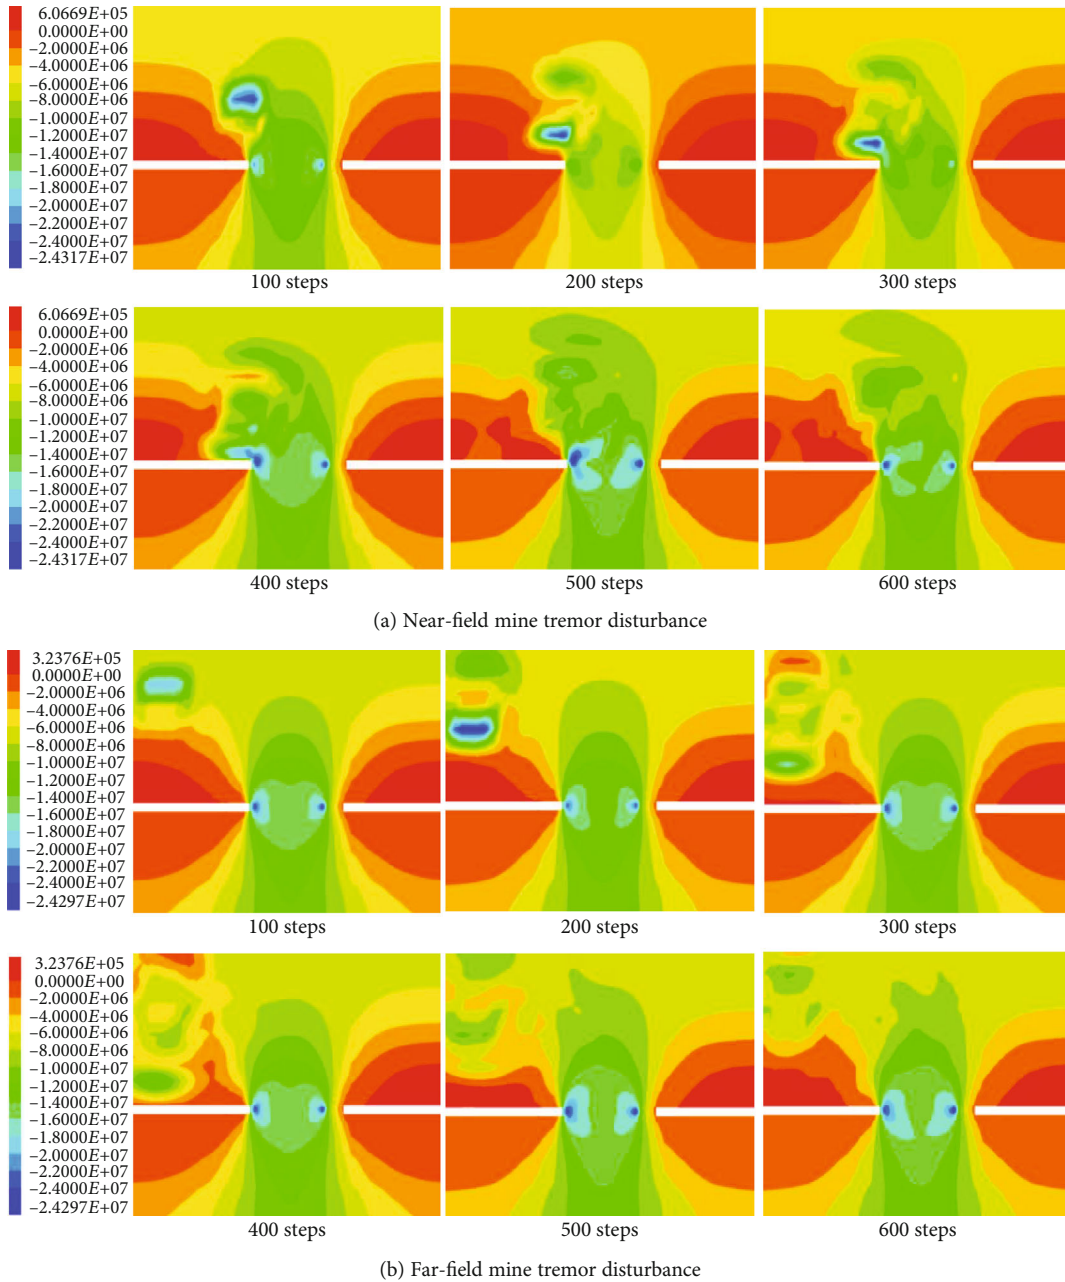 6.0669E+05
0.0000E+00
–2.0000E+06
–4.0000E+06
–6.0000E+06
–8.0000E+06
–1.0000E+07
–1.2000E+07
–1.4000E+07
–1.6000E+07
–1.8000E+07
–2.0000E+07
–2.2000E+07
–2.4000E+07
–2.4317E+07
100 steps
200 steps
300 steps
6.0669E+05
0.0000E+00
–2.0000E+06
–4.0000E+06
–6.0000E+06
–8.0000E+06
–1.0000E+07
–1.2000E+07
–1.4000E+07
–1.6000E+07
–1.8000E+07
–2.0000E+07
–2.2000E+07
–2.4000E+07
–2.4317E+07
400 steps
500 steps
600 steps
(a) Near-field mine tremor disturbance
3.2376E+05
0.0000E+00
–2.0000E+06
–4.0000E+06
–6.0000E+06
–8.0000E+06
–1.0000E+07
–1.2000E+07
–1.4000E+07
–1.6000E+07
–1.8000E+07
–2.0000E+07
–2.2000E+07
–2.4000E+07
–2.4297E+07
100 steps
200 steps
300 steps
3.2376E+05
0.0000E+00
–2.0000E+06
–4.0000E+06
–6.0000E+06
–8.0000E+06
–1.0000E+07
–1.2000E+07
–1.4000E+07
–1.6000E+07
–1.8000E+07
–2.0000E+07
–2.2000E+07
–2.4000E+07
–2.4297E+07
400 steps
500 steps
600 steps
(b) Far-field mine tremor disturbance